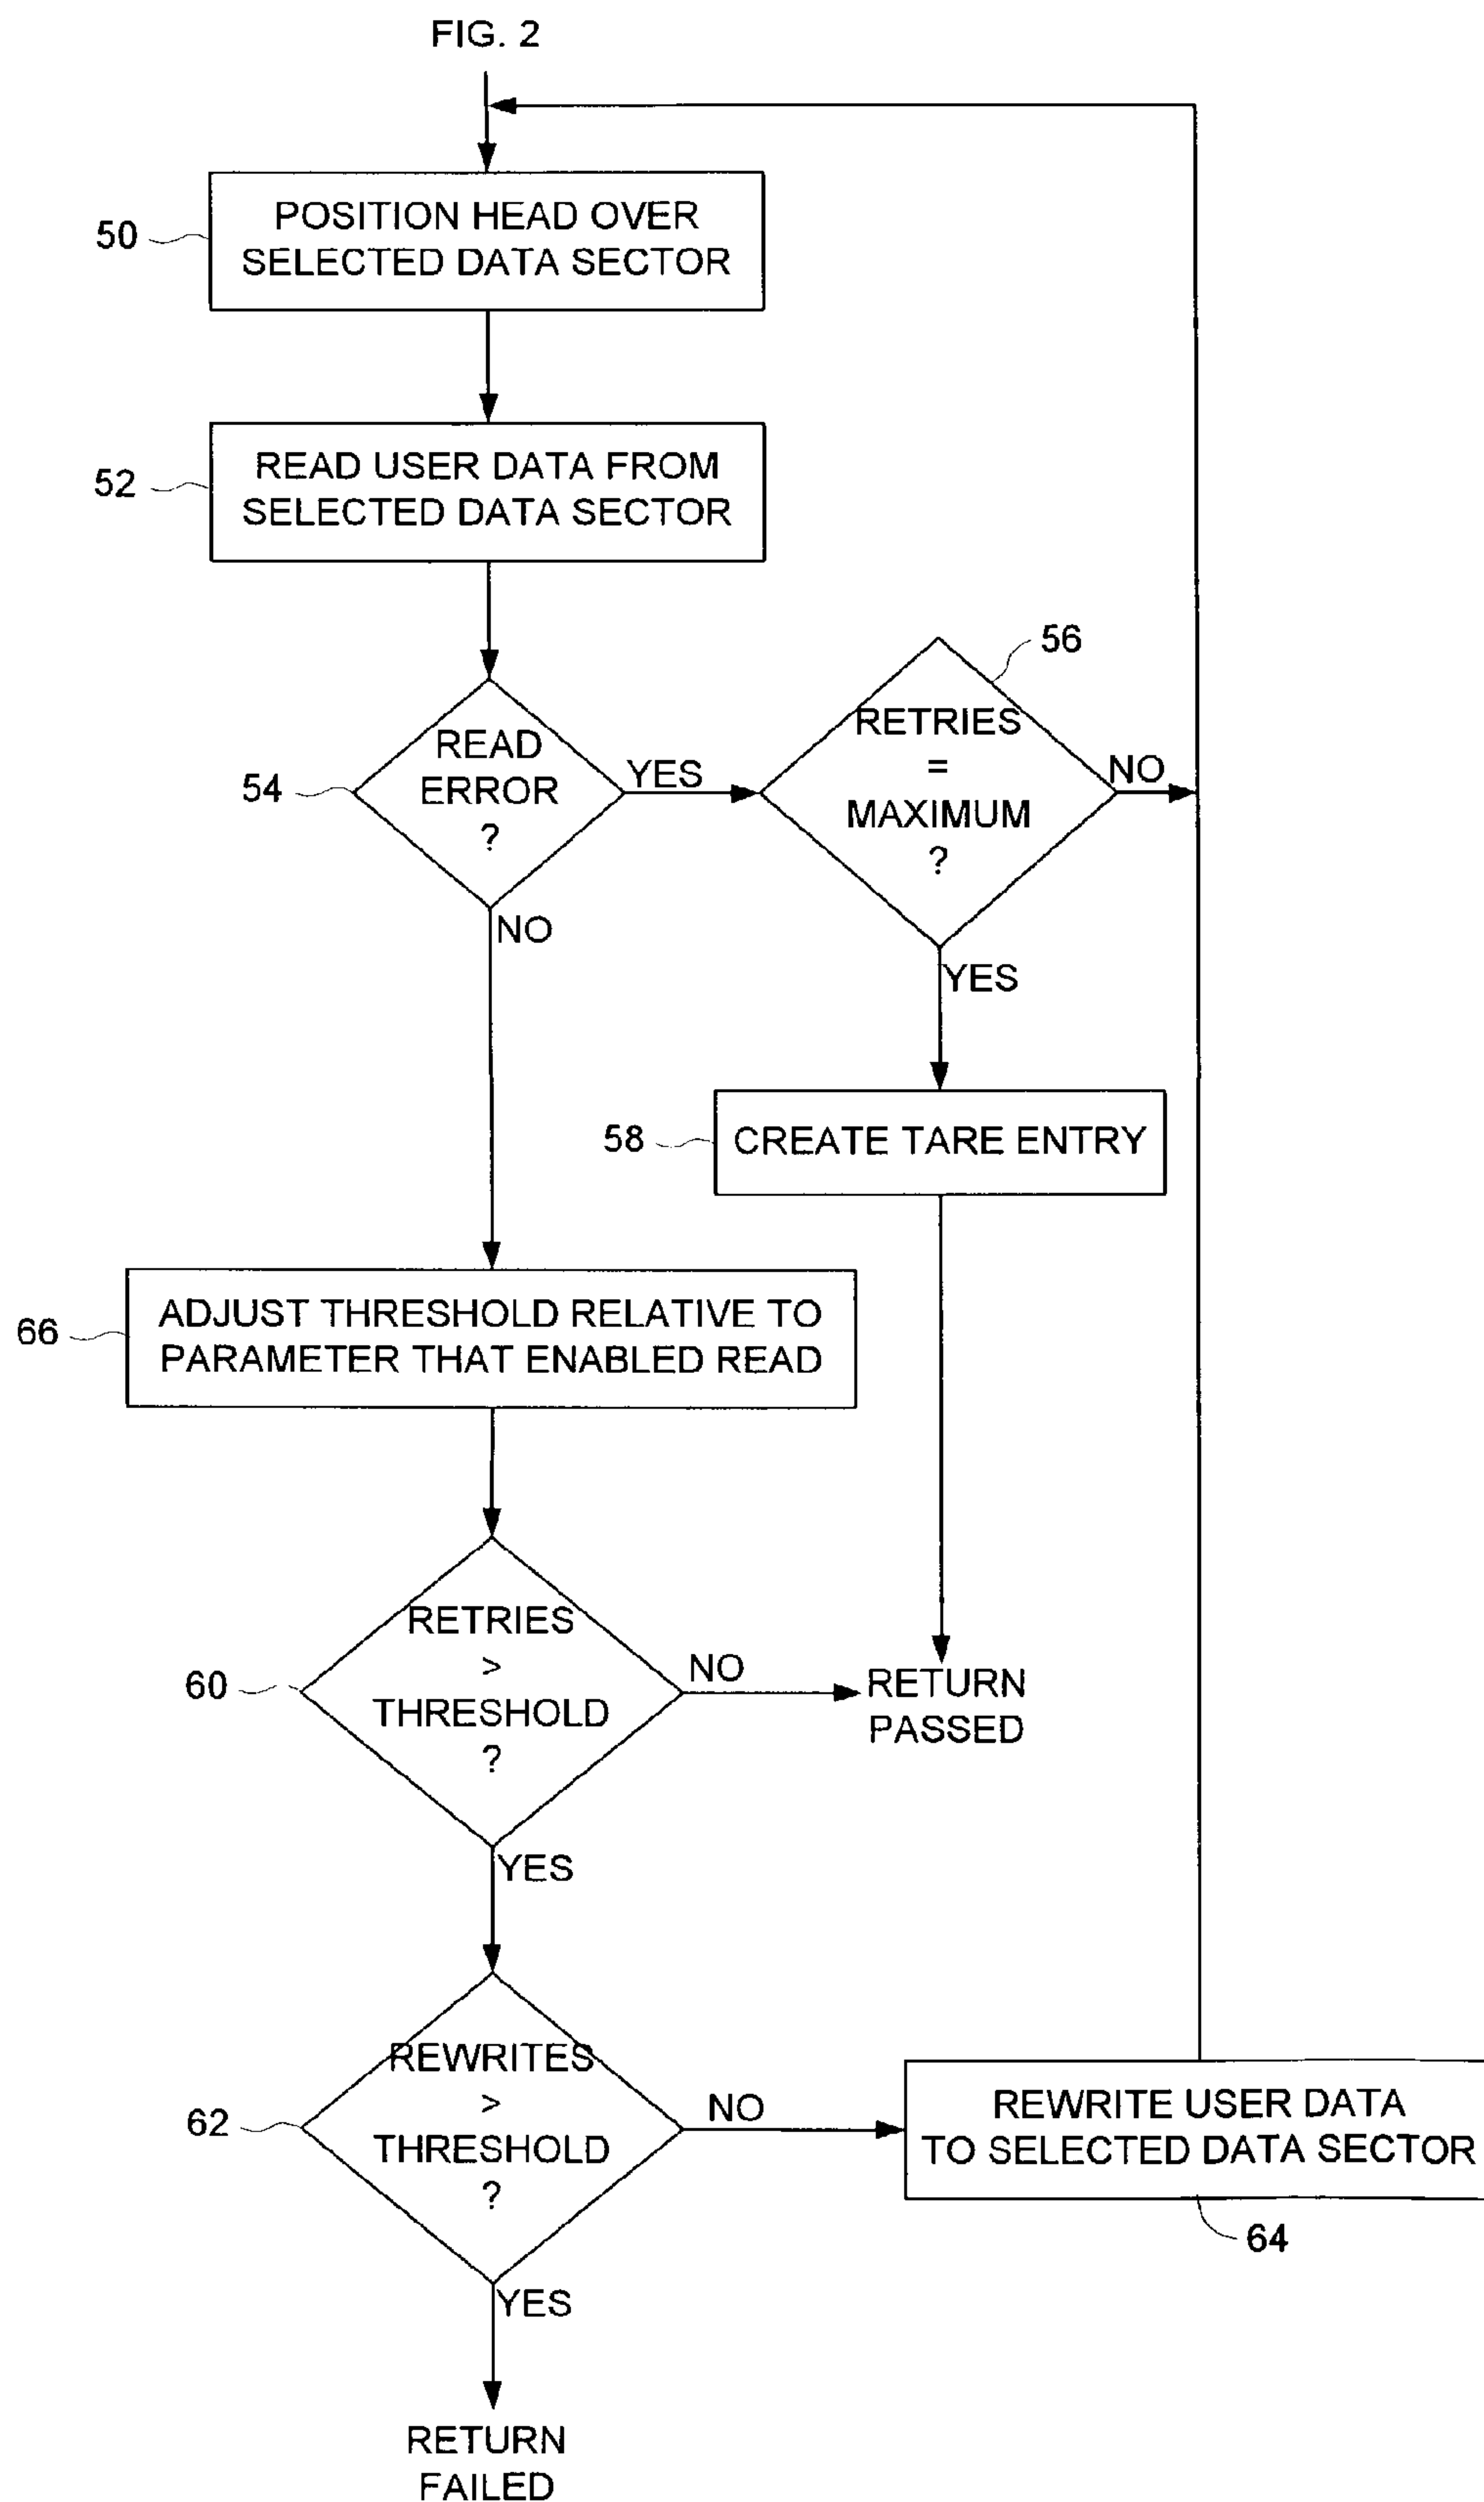 FIG. 2
50
POSITION HEAD OVER
SELECTED DATA SECTOR
52
READ USER DATA FROM
SELECTED DATA SECTOR
54
READ
ERROR
?
YES
NO
56
RETRIES
=
MAXIMUM
?
NO
YES
58
CREATE TARE ENTRY
66
ADJUST THRESHOLD RELATIVE TO
PARAMETER THAT ENABLED READ
60
RETRIES
>
THRESHOLD
?
NO
RETURN
PASSED
YES
62
REWRITES
>
THRESHOLD
?
NO
REWRITE USER DATA
TO SELECTED DATA SECTOR
64
YES
RETURN
FAILED